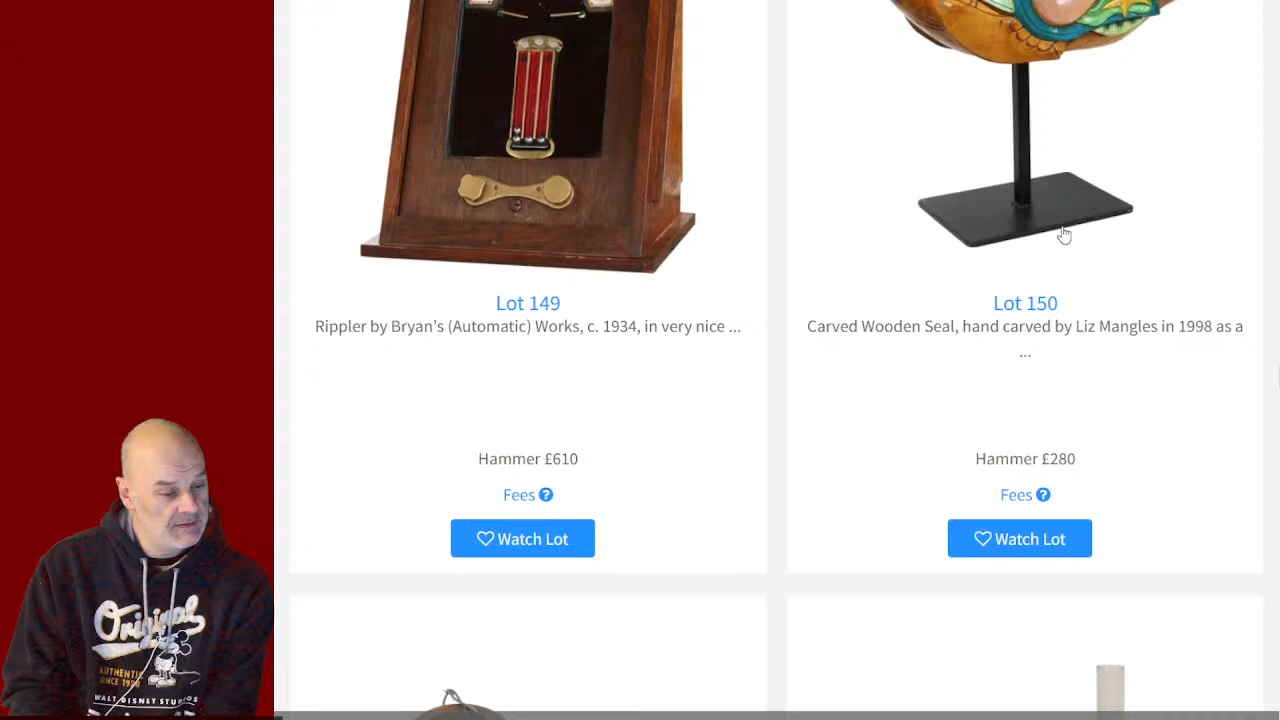 Lot 149
Rippler by Bryan's (Automatic) Works, c. 1934, in very nice ...
Hammer £610
Fees
Watch Lot
Lot 150
Carved Wooden Seal, hand carved by Liz Mangles in 1998 as a
...
Hammer £280
Fees
Watch Lot
Original
AUTHENTIC
WALT DISNEY STUDIOS